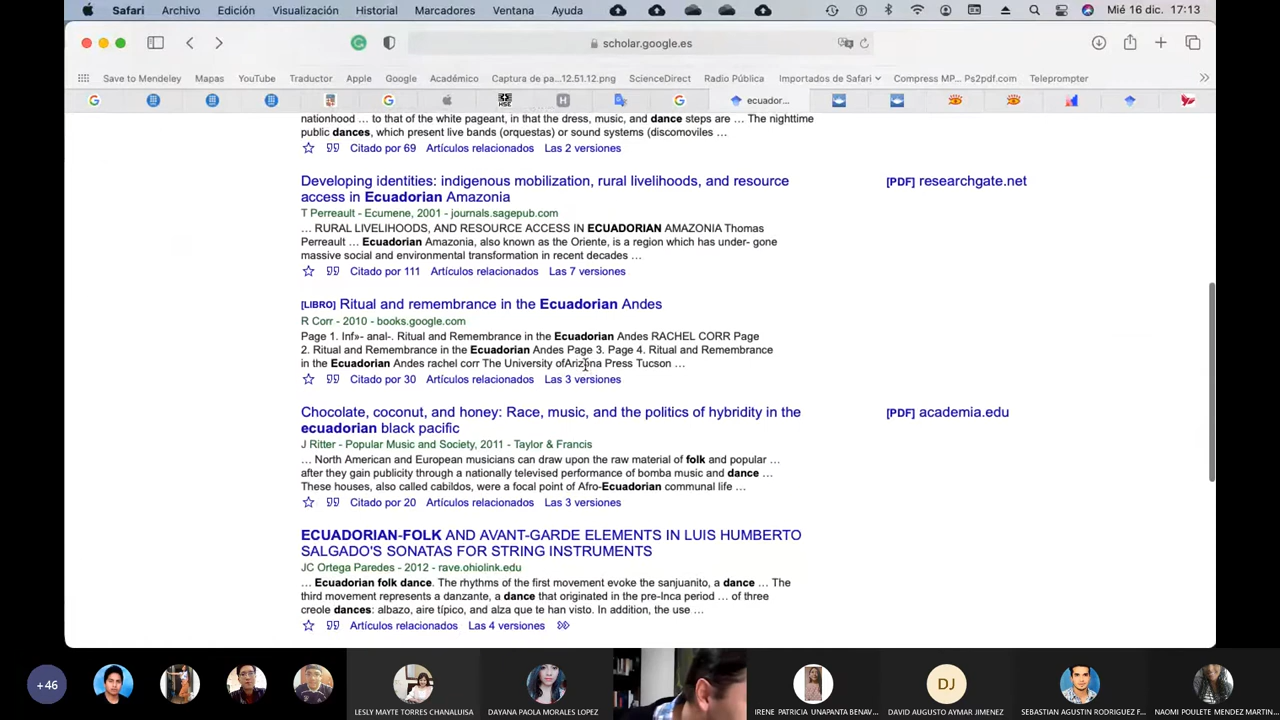 Safari Archivo Edición Visualización Historial Marcadores Ventana Ayuda Mié 16 dic. 17:13
scholar.google.es
Save to Mendeley Mapas YouTube Traductor Apple Google Académico Captura de pa...12.51.12.png ScienceDirect Radio Pública Importados de Safari Compress MP... Ps2pdf.com Teleprompter
ecuador...
nationhood … to that of the white pageant, in that the dress, music, and dance steps are … The nighttime
public dances, which present live bands (orquestas) or sound systems (discomoviles …
Citado por 69 Artículos relacionados Las 2 versiones
Developing identities: indigenous mobilization, rural livelihoods, and resource
access in Ecuadorian Amazonia
[PDF] researchgate.net
T Perreault - Ecumene, 2001 - journals.sagepub.com
… RURAL LIVELIHOODS, AND RESOURCE ACCESS IN ECUADORIAN AMAZONIA Thomas
Perreault … Ecuadorian Amazonia, also known as the Oriente, is a region which has under- gone
massive social and environmental transformation in recent decades …
Citado por 111 Artículos relacionados Las 7 versiones
[LIBRO] Ritual and remembrance in the Ecuadorian Andes
R Corr - 2010 - books.google.com
Page 1. Inf»- anal-. Ritual and Remembrance in the Ecuadorian Andes RACHEL CORR Page
2. Ritual and Remembrance in the Ecuadorian Andes Page 3. Page 4. Ritual and Remembrance
in the Ecuadorian Andes rachel corr The University ofArizona Press Tucson …
Citado por 30 Artículos relacionados Las 3 versiones
Chocolate, coconut, and honey: Race, music, and the politics of hybridity in the
ecuadorian black pacific
[PDF] academia.edu
J Ritter - Popular Music and Society, 2011 - Taylor & Francis
… North American and European musicians can draw upon the raw material of folk and popular …
after they gain publicity through a nationally televised performance of bomba music and dance …
These houses, also called cabildos, were a focal point of Afro-Ecuadorian communal life …
Citado por 20 Artículos relacionados Las 3 versiones
ECUADORIAN-FOLK AND AVANT-GARDE ELEMENTS IN LUIS HUMBERTO
SALGADO'S SONATAS FOR STRING INSTRUMENTS
JC Ortega Paredes - 2012 - rave.ohiolink.edu
… Ecuadorian folk dance. The rhythms of the first movement evoke the sanjuanito, a dance … The
third movement represents a danzante, a dance that originated in the pre-Inca period … of three
creole dances: albazo, aire típico, and alza que te han visto. In addition, the use …
Artículos relacionados Las 4 versiones
+46
DJ
LESLY MAYTE TORRES CHANALUISA DAYANA PAOLA MORALES LOPEZ IRENE PATRICIA UNAPANTA BENAV... DAVID AUGUSTO AYMAR JIMENEZ SEBASTIAN AGUSTIN RODRIGUEZ F... NAOMI POULETE MENDEZ MARTIN...